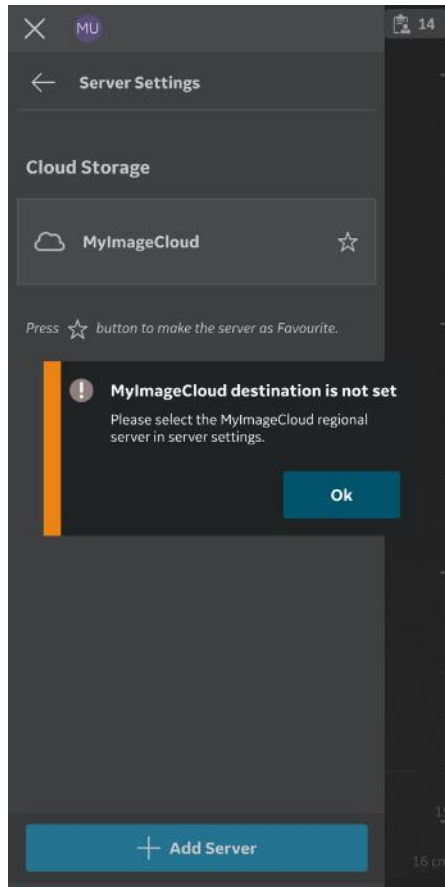 MU
14
Server Settings
Cloud Storage
MyImageCloud
Press button to make the server as Favourite.
MyImageCloud destination is not set
Please select the MyImageCloud regional
server in server settings.
Ok
Add Server